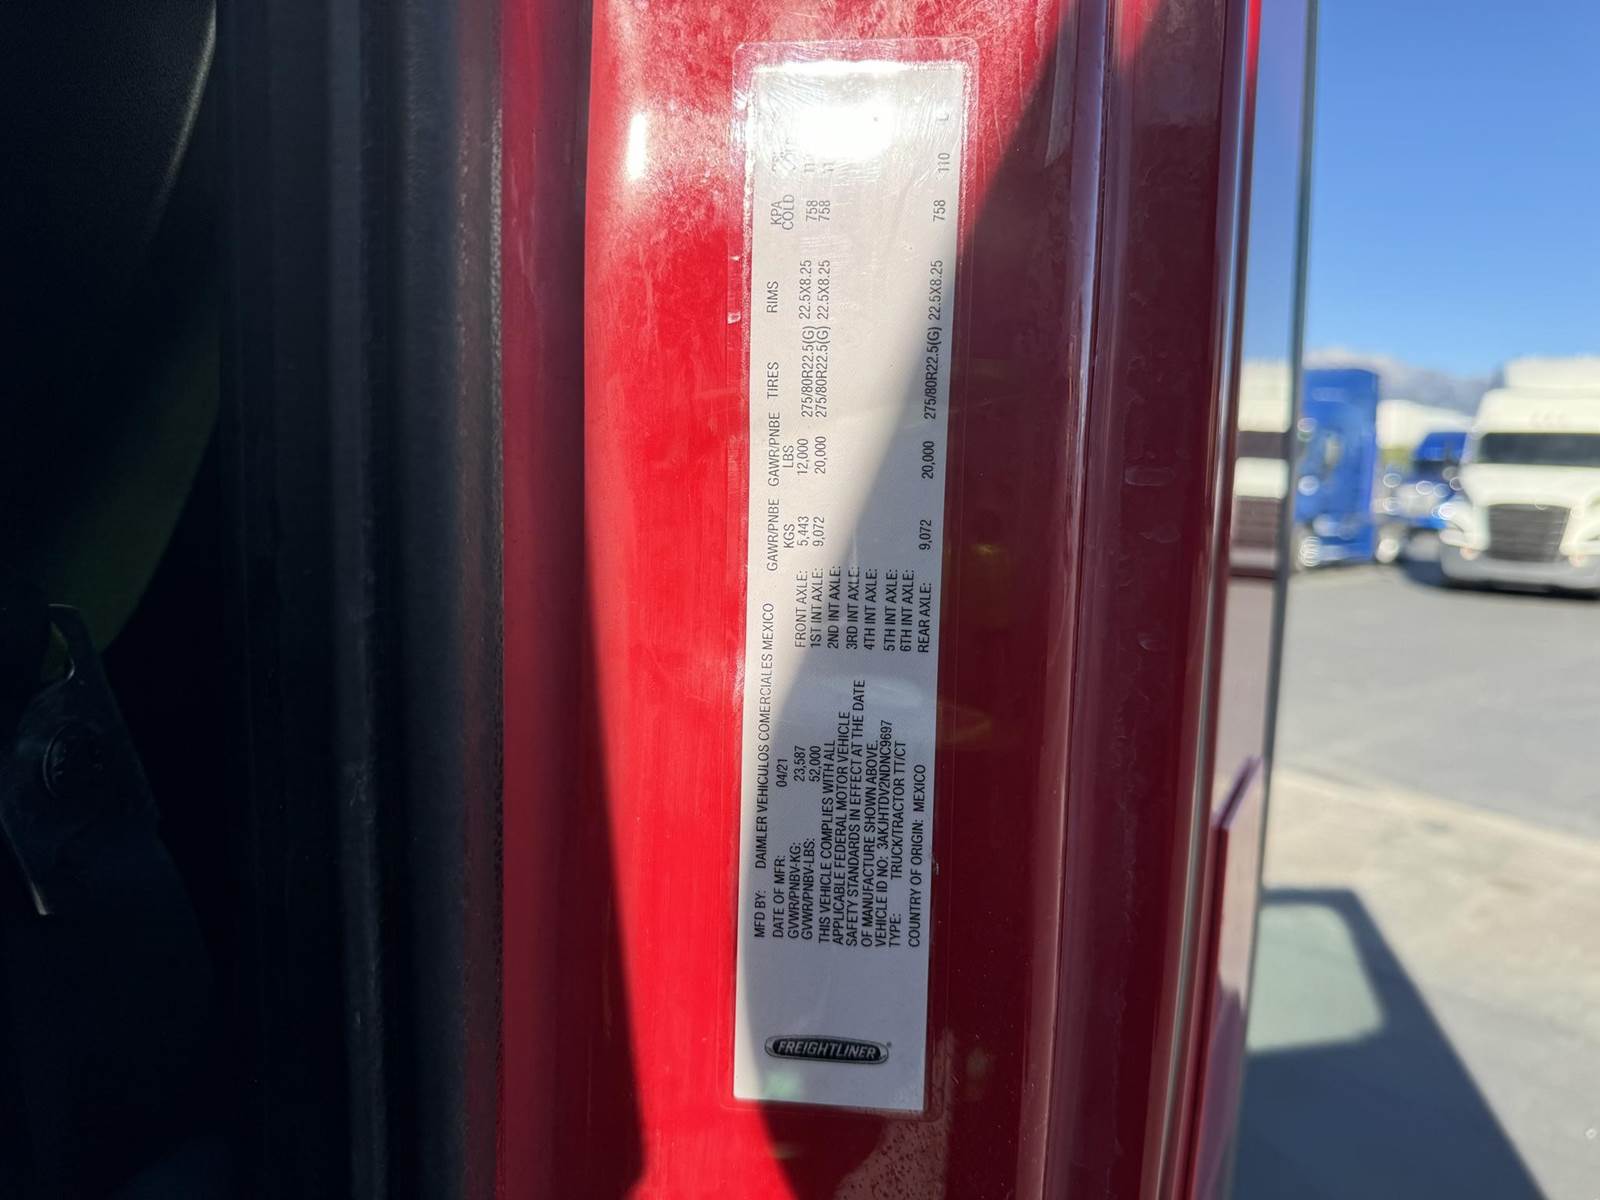 FREIGHTLINER
MFD BY: DAIMLER VEHICULOS COMERCIALES MEXICO
DATE OF MFR: 04/21
GVWR/PNBV-KG: 23,587
GVWR/PNBV-LBS: 52,000
THIS VEHICLE COMPLIES WITH ALL
APPLICABLE FEDERAL MOTOR VEHICLE
SAFETY STANDARDS IN EFFECT AT THE DATE
OF MANUFACTURE SHOWN ABOVE.
VEHICLE ID NO: 3AKJHTDV2NDNC9697
TYPE: TRUCK/TRACTOR TT/CT
COUNTRY OF ORIGIN: MEXICO
GAWR/PNBE GAWR/PNBE TIRES RIMS KPA
KGS LBS COLD
FRONT AXLE: 5,443 12,000 275/80R22.5(G) 22.5X8.25 758
1ST INT AXLE: 9,072 20,000 275/80R22.5(G) 22.5X8.25 758
2ND INT AXLE:
3RD INT AXLE:
4TH INT AXLE:
5TH INT AXLE:
6TH INT AXLE:
REAR AXLE: 9,072 20,000 275/80R22.5(G) 22.5X8.25 758 110